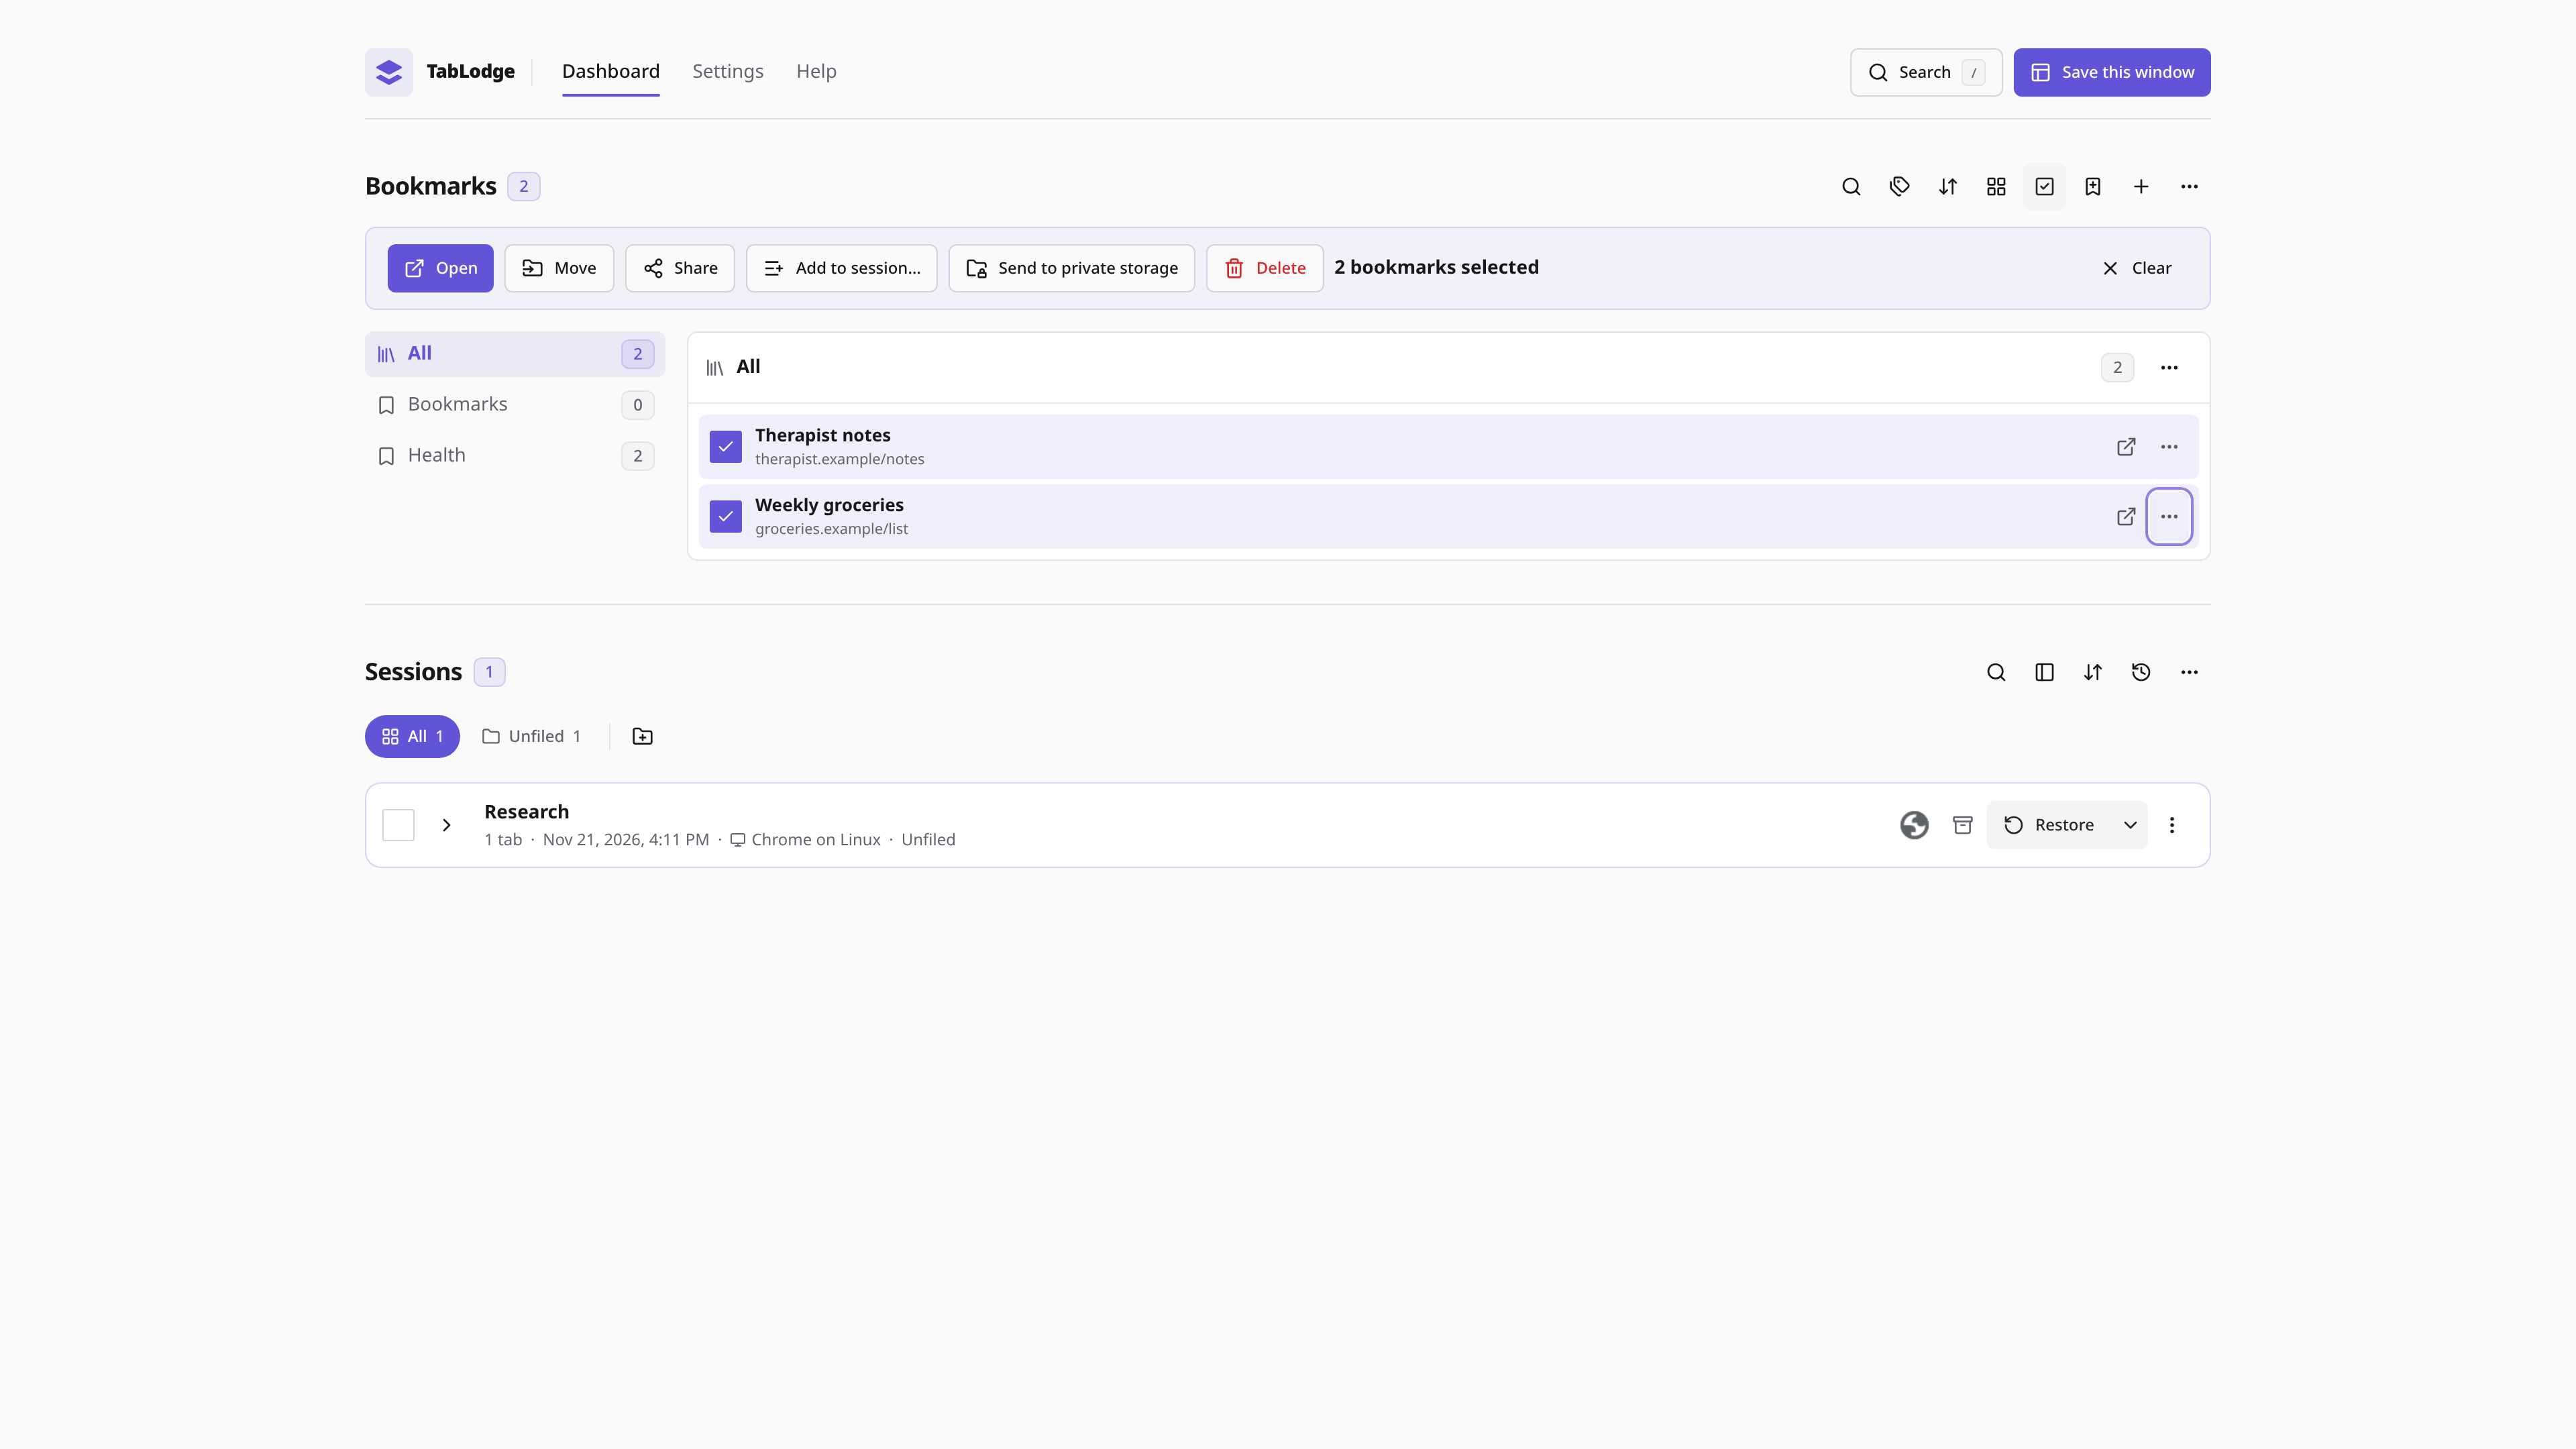 TabLodge
Dashboard
Settings
Help
Search /
Save this window
Bookmarks 2
Open
Move
Share
Add to session...
Send to private storage
Delete
2 bookmarks selected
Clear
All 2
Bookmarks 0
Health 2
All 2
Therapist notes
therapist.example/notes
Weekly groceries
groceries.example/list
Sessions 1
All 1
Unfiled 1
Research
1 tab · Nov 21, 2026, 4:11 PM · Chrome on Linux · Unfiled
Restore